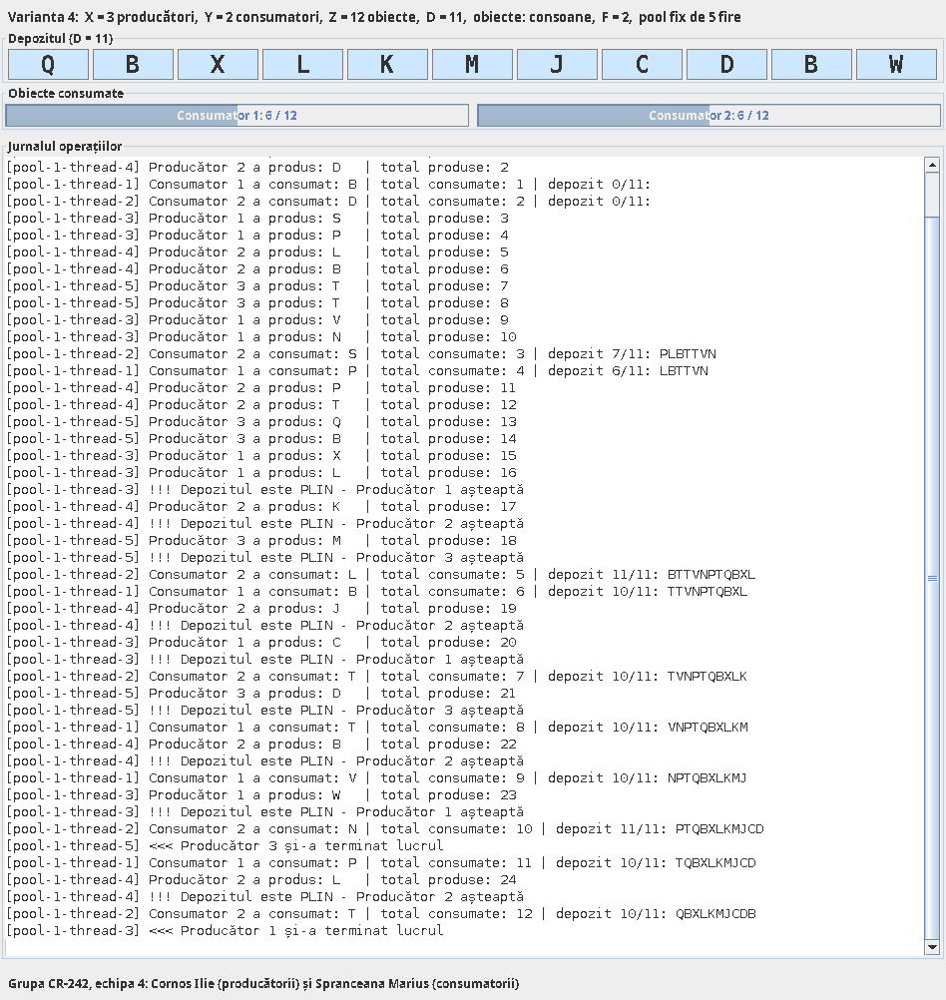 Varianta 4: X = 3 producători, Y = 2 consumatori, Z = 12 obiecte, D = 11, obiecte: consoane, F = 2, pool fix de 5 fire
Depozitul (D = 11)
Q B X L K M J C D B W
Obiecte consumate
Consumator 1: 6 / 12 Consumator 2: 6 / 12
Jurnalul operațiilor
[pool-1-thread-4] Producător 2 a produs: D | total produse: 2
[pool-1-thread-1] Consumator 1 a consumat: B | total consumate: 1 | depozit 0/11:
[pool-1-thread-2] Consumator 2 a consumat: D | total consumate: 2 | depozit 0/11:
[pool-1-thread-3] Producător 1 a produs: S | total produse: 3
[pool-1-thread-3] Producător 1 a produs: P | total produse: 4
[pool-1-thread-4] Producător 2 a produs: L | total produse: 5
[pool-1-thread-4] Producător 2 a produs: B | total produse: 6
[pool-1-thread-5] Producător 3 a produs: T | total produse: 7
[pool-1-thread-5] Producător 3 a produs: T | total produse: 8
[pool-1-thread-3] Producător 1 a produs: V | total produse: 9
[pool-1-thread-3] Producător 1 a produs: N | total produse: 10
[pool-1-thread-2] Consumator 2 a consumat: S | total consumate: 3 | depozit 7/11: PLBTTVN
[pool-1-thread-1] Consumator 1 a consumat: P | total consumate: 4 | depozit 6/11: LBTTVN
[pool-1-thread-4] Producător 2 a produs: P | total produse: 11
[pool-1-thread-4] Producător 2 a produs: T | total produse: 12
[pool-1-thread-5] Producător 3 a produs: Q | total produse: 13
[pool-1-thread-5] Producător 3 a produs: B | total produse: 14
[pool-1-thread-3] Producător 1 a produs: X | total produse: 15
[pool-1-thread-3] Producător 1 a produs: L | total produse: 16
[pool-1-thread-3] !!! Depozitul este PLIN - Producător 1 așteaptă
[pool-1-thread-4] Producător 2 a produs: K | total produse: 17
[pool-1-thread-4] !!! Depozitul este PLIN - Producător 2 așteaptă
[pool-1-thread-5] Producător 3 a produs: M | total produse: 18
[pool-1-thread-5] !!! Depozitul este PLIN - Producător 3 așteaptă
[pool-1-thread-2] Consumator 2 a consumat: L | total consumate: 5 | depozit 11/11: BTTVNPTQBXL
[pool-1-thread-1] Consumator 1 a consumat: B | total consumate: 6 | depozit 10/11: TTVNPTQBXL
[pool-1-thread-4] Producător 2 a produs: J | total produse: 19
[pool-1-thread-4] !!! Depozitul este PLIN - Producător 2 așteaptă
[pool-1-thread-3] Producător 1 a produs: C | total produse: 20
[pool-1-thread-3] !!! Depozitul este PLIN - Producător 1 așteaptă
[pool-1-thread-2] Consumator 2 a consumat: T | total consumate: 7 | depozit 10/11: TVNPTQBXLK
[pool-1-thread-5] Producător 3 a produs: D | total produse: 21
[pool-1-thread-5] !!! Depozitul este PLIN - Producător 3 așteaptă
[pool-1-thread-1] Consumator 1 a consumat: T | total consumate: 8 | depozit 10/11: VNPTQBXLKM
[pool-1-thread-4] Producător 2 a produs: B | total produse: 22
[pool-1-thread-4] !!! Depozitul este PLIN - Producător 2 așteaptă
[pool-1-thread-1] Consumator 1 a consumat: V | total consumate: 9 | depozit 10/11: NPTQBXLKMJ
[pool-1-thread-3] Producător 1 a produs: W | total produse: 23
[pool-1-thread-3] !!! Depozitul este PLIN - Producător 1 așteaptă
[pool-1-thread-2] Consumator 2 a consumat: N | total consumate: 10 | depozit 11/11: PTQBXLKMJCD
[pool-1-thread-5] <<< Producător 3 și-a terminat lucrul
[pool-1-thread-1] Consumator 1 a consumat: P | total consumate: 11 | depozit 10/11: TQBXLKMJCD
[pool-1-thread-4] Producător 2 a produs: L | total produse: 24
[pool-1-thread-4] !!! Depozitul este PLIN - Producător 2 așteaptă
[pool-1-thread-2] Consumator 2 a consumat: T | total consumate: 12 | depozit 10/11: QBXLKMJCDB
[pool-1-thread-3] <<< Producător 1 și-a terminat lucrul
Grupa CR-242, echipa 4: Cornos Ilie (producătorii) și Spranceana Marius (consumatorii)